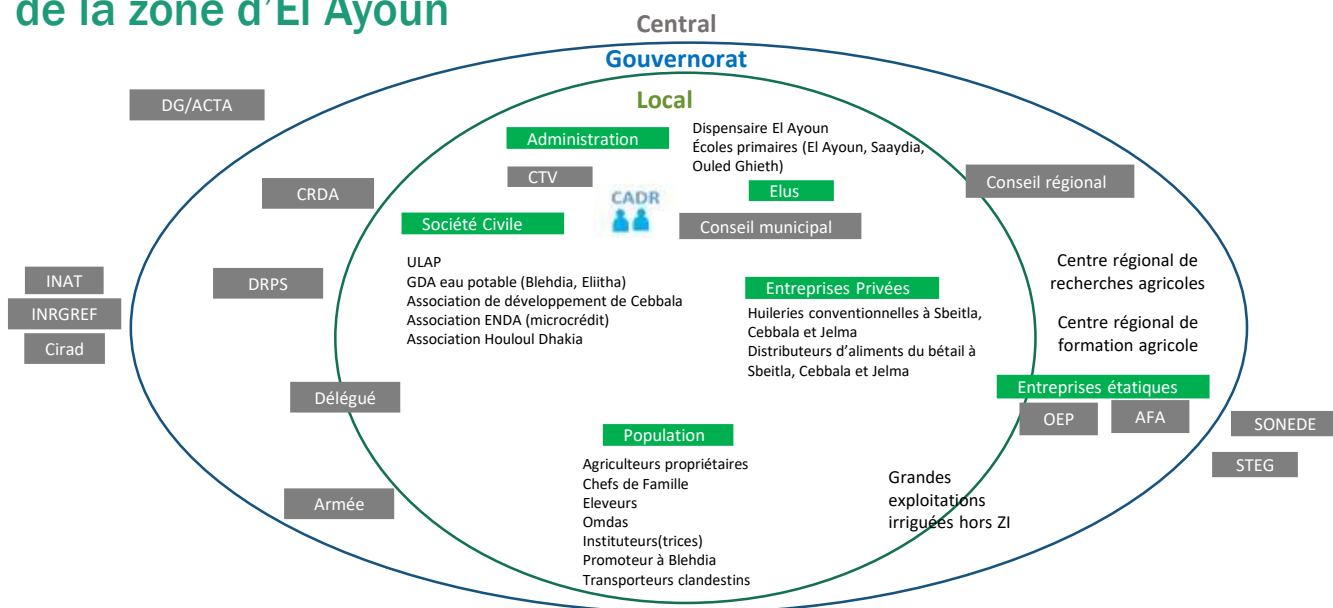 de la zone d'El Ayoun
Central
Gouvernorat
Local
DG/ACTA
Administration
Dispensaire El Ayoun
Écoles primaires (El Ayoun, Saaydia,
Ouled Ghieth)
CTV
CRDA
CADR
Elus
Conseil régional
Société Civile
Conseil municipal
ULAP
GDA eau potable (Blehdia, Eliitha)
Association de développement de Cebbala
Association ENDA (microcrédit)
Association Houloul Dhakia
INAT
INRGREF
Cirad
DRPS
Entreprises Privées
Huileries conventionnelles à Sbeitla,
Cebbala et Jelma
Distributeurs d'aliments du bétail à
Sbeitla, Cebbala et Jelma
Centre régional de
recherches agricoles
Centre régional de
formation agricole
Délégué
Entreprises étatiques
OEP
AFA
SONEDE
STEG
Population
Agriculteurs propriétaires
Chefs de Famille
Eleveurs
Omdas
Instituteurs(trices)
Promoteur à Blehdia
Transporteurs clandestins
Armée
Grandes
exploitations
irriguées hors ZI